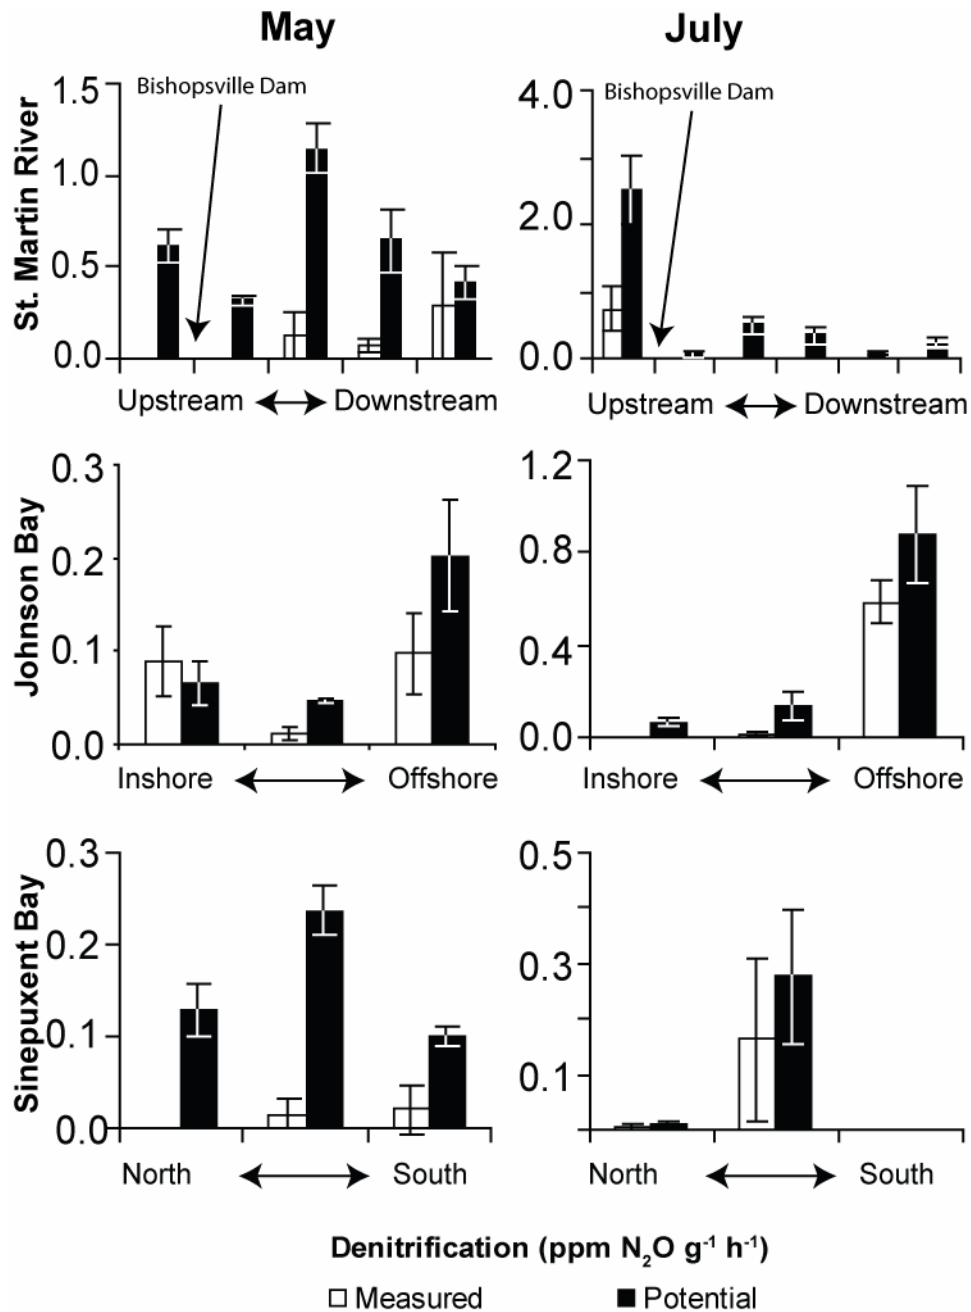 May
July
St. Martin River
1.5
1.0
0.5
0.0
Bishopsville Dam
Upstream
Downstream
4.0
2.0
0.0
Bishopsville Dam
Upstream
Downstream
Johnson Bay
0.3
0.2
0.1
0.0
Inshore
Offshore
1.2
0.8
0.4
0.0
Inshore
Offshore
Sinepuxent Bay
0.3
0.2
0.1
0.0
North
South
0.5
0.3
0.1
North
South
Denitrification (ppm N₂O g⁻¹ h⁻¹)
Measured
Potential